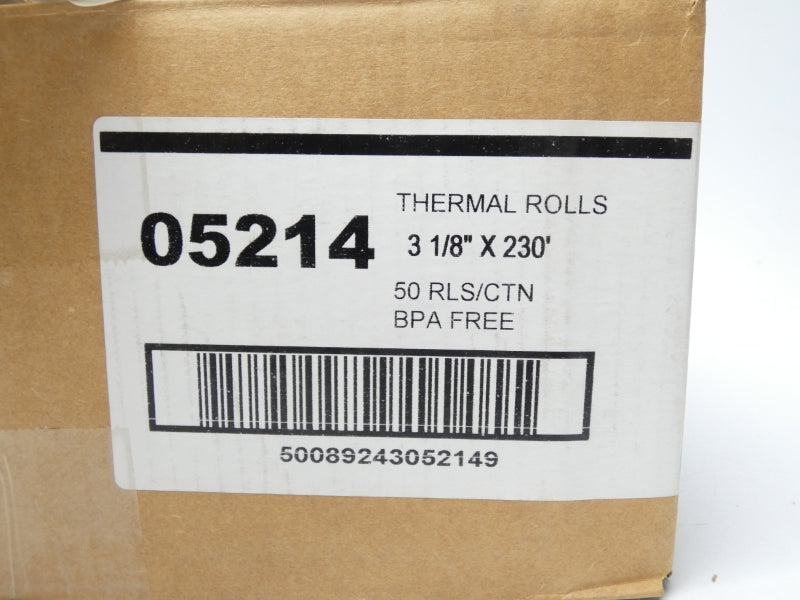 05214
THERMAL ROLLS
3 1/8" X 230'
50 RLS/CTN
BPA FREE
50089243052149